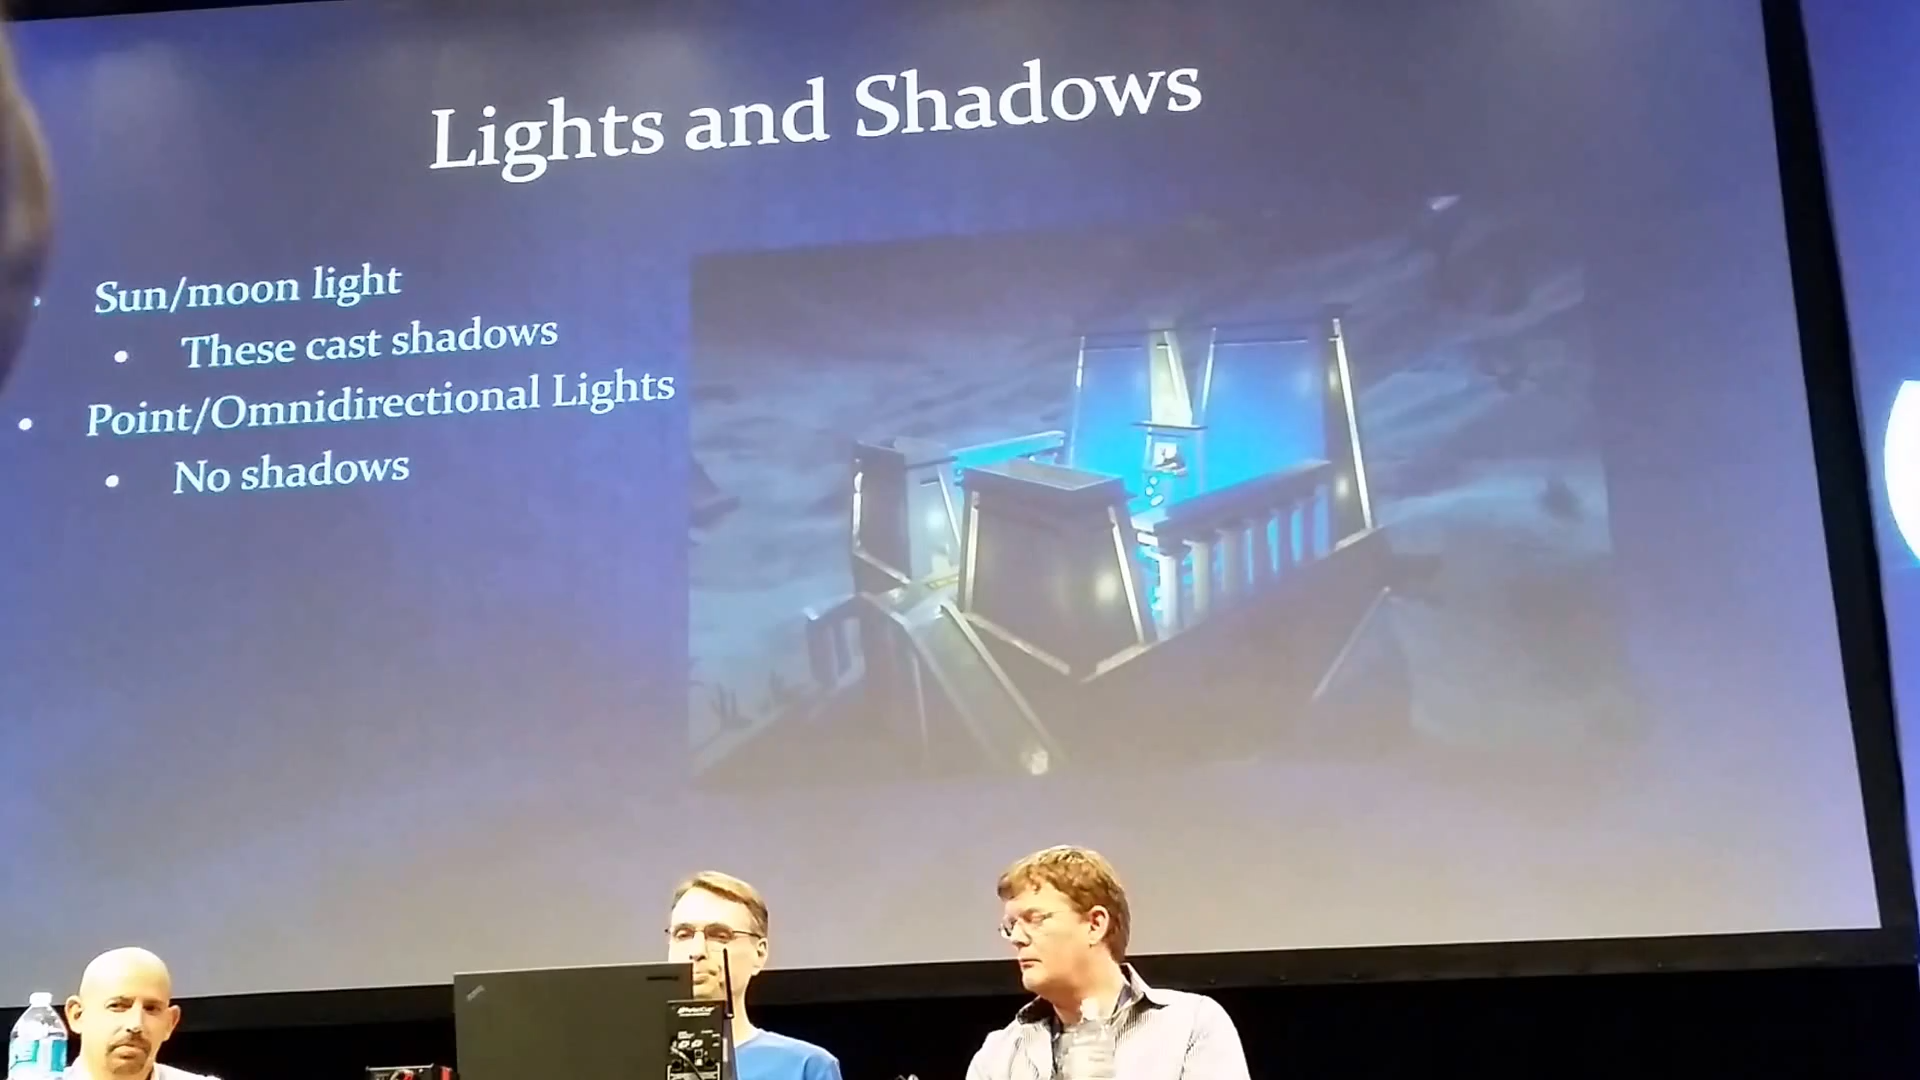 Lights and Shadows
Sun/moon light
These cast shadows
Point/Omnidirectional Lights
No shadows